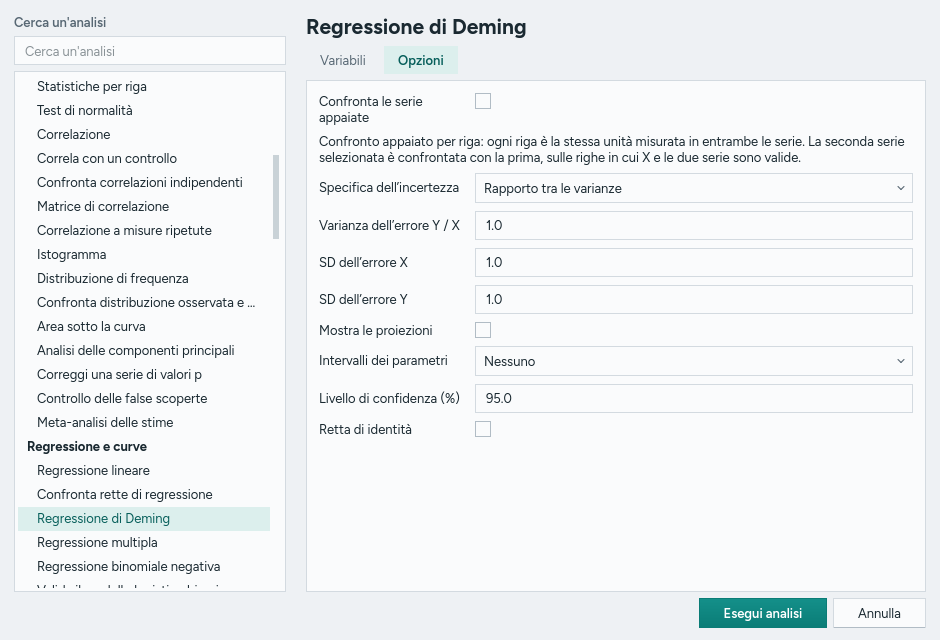 Cerca un'analisi
Cerca un'analisi
Statistiche per riga
Test di normalità
Correlazione
Correla con un controllo
Confronta correlazioni indipendenti
Matrice di correlazione
Correlazione a misure ripetute
Istogramma
Distribuzione di frequenza
Confronta distribuzione osservata e ...
Area sotto la curva
Analisi delle componenti principali
Correggi una serie di valori p
Controllo delle false scoperte
Meta-analisi delle stime
Regressione e curve
Regressione lineare
Confronta rette di regressione
Regressione di Deming
Regressione multipla
Regressione binomiale negativa
Regressione di Deming
Variabili
Opzioni
Confronta le serie
appaiate
Confronto appaiato per riga: ogni riga è la stessa unità misurata in entrambe le serie. La seconda serie
selezionata è confrontata con la prima, sulle righe in cui X e le due serie sono valide.
Specifica dell'incertezza
Rapporto tra le varianze
Varianza dell'errore Y / X
1.0
SD dell'errore X
1.0
SD dell'errore Y
1.0
Mostra le proiezioni
Intervalli dei parametri
Nessuno
Livello di confidenza (%)
95.0
Retta di identità
Esegui analisi
Annulla